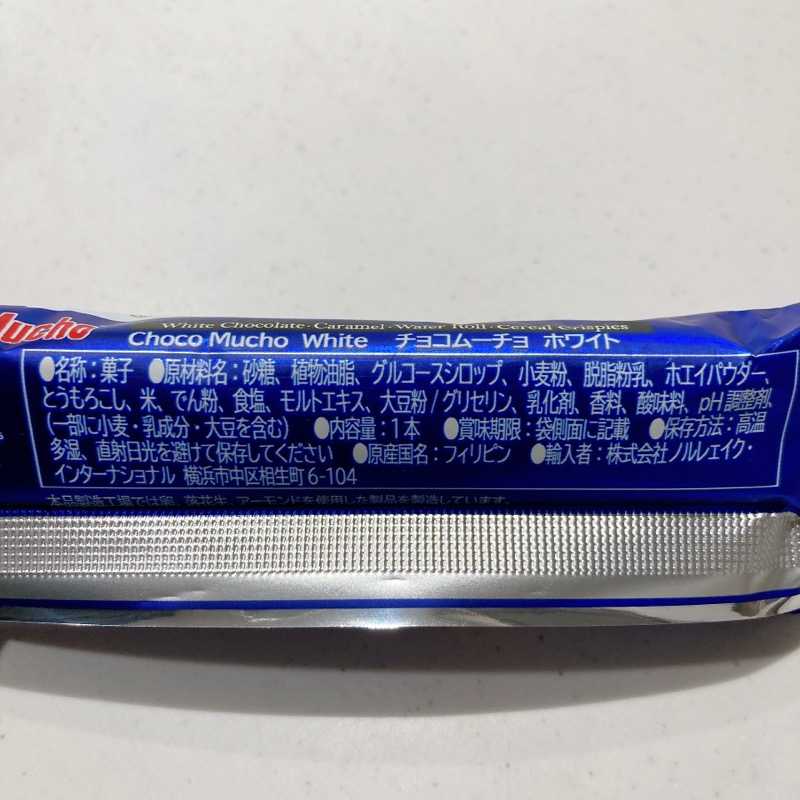 Mucho
White Chocolate · Caramel · Wafer Roll · Cereal Crispies
Choco Mucho White チョコムーチョ ホワイト
●名称：菓子 ●原材料名：砂糖、植物油脂、グルコースシロップ、小麦粉、脱脂粉乳、ホエイパウダー、
とうもろこし、米、でん粉、食塩、モルトエキス、大豆粉/グリセリン、乳化剤、香料、酸味料、pH調整剤、
(一部に小麦・乳成分・大豆を含む) ●内容量：1本 ●賞味期限：袋側面に記載 ●保存方法：高温
多湿、直射日光を避けて保存してください ●原産国名：フィリピン ●輸入者：株式会社ノルレェイク・
インターナショナル 横浜市中区相生町6-104
本品製造工場では卵、落花生、アーモンドを使用した製品を製造しています。